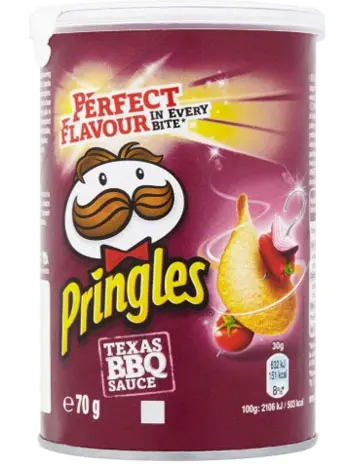 PERFECT
FLAVOUR IN EVERY
BITE*
Pringles
TEXAS
BBQ
SAUCE
e 70 g
30g
632 kJ
151 kcal
8%*
100g: 2106 kJ / 503 kcal